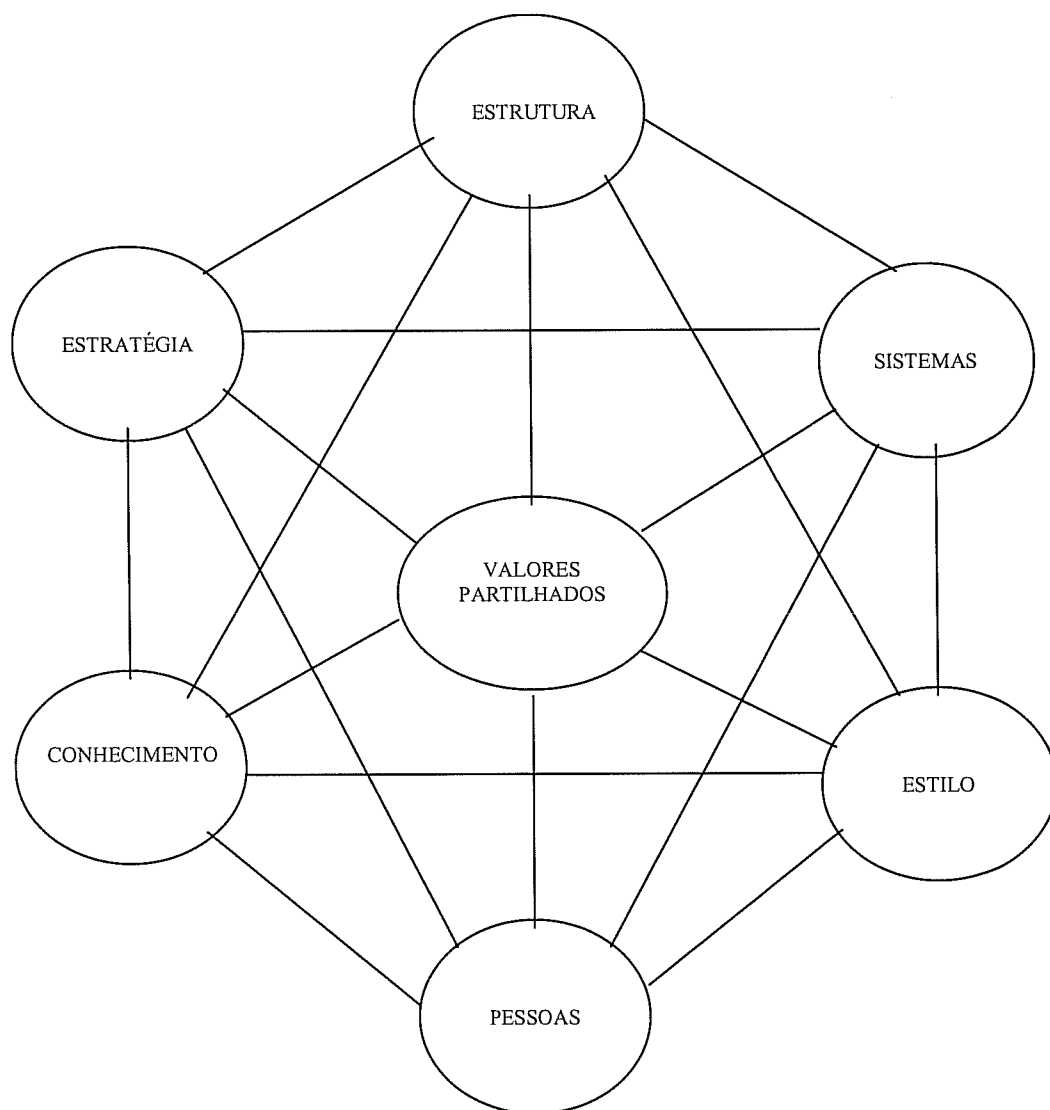 ESTRUTURA
ESTRATÉGIA
SISTEMAS
VALORES
PARTILHADOS
CONHECIMENTO
ESTILO
PESSOAS